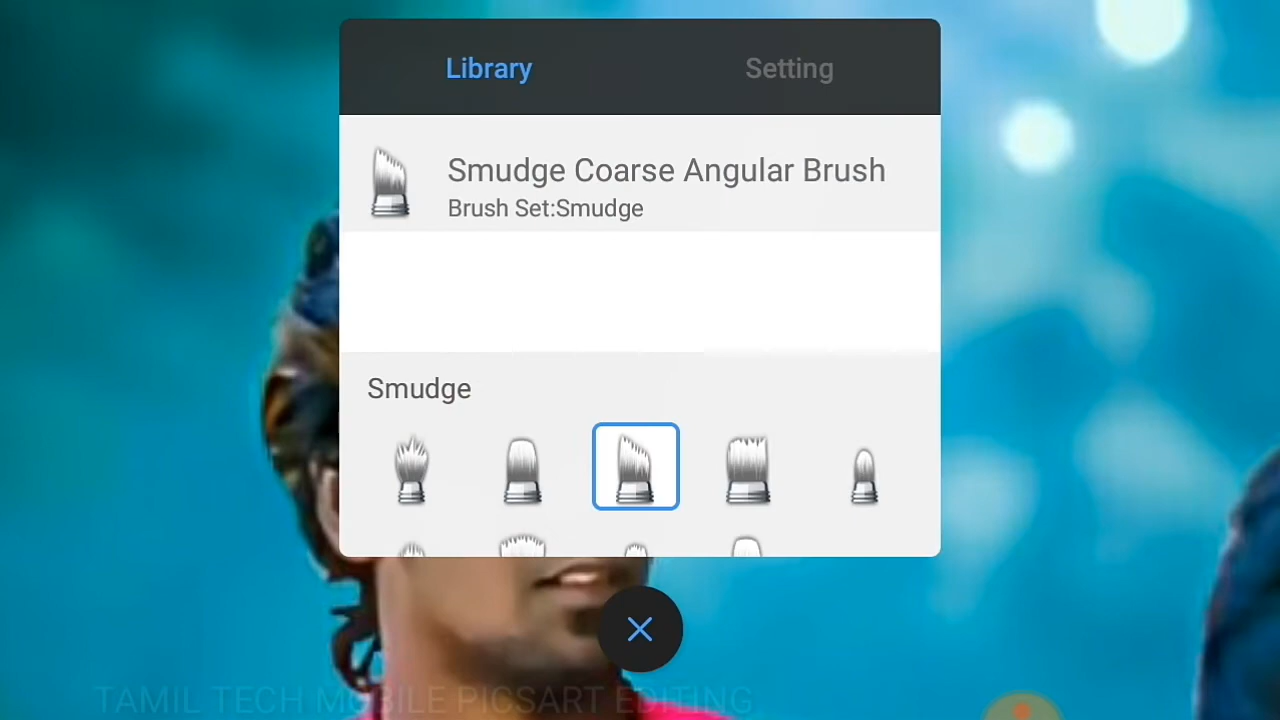 Library
Setting
Smudge Coarse Angular Brush
Brush Set:Smudge
Smudge
TAMIL TECH MOBILE PICSART EDITING